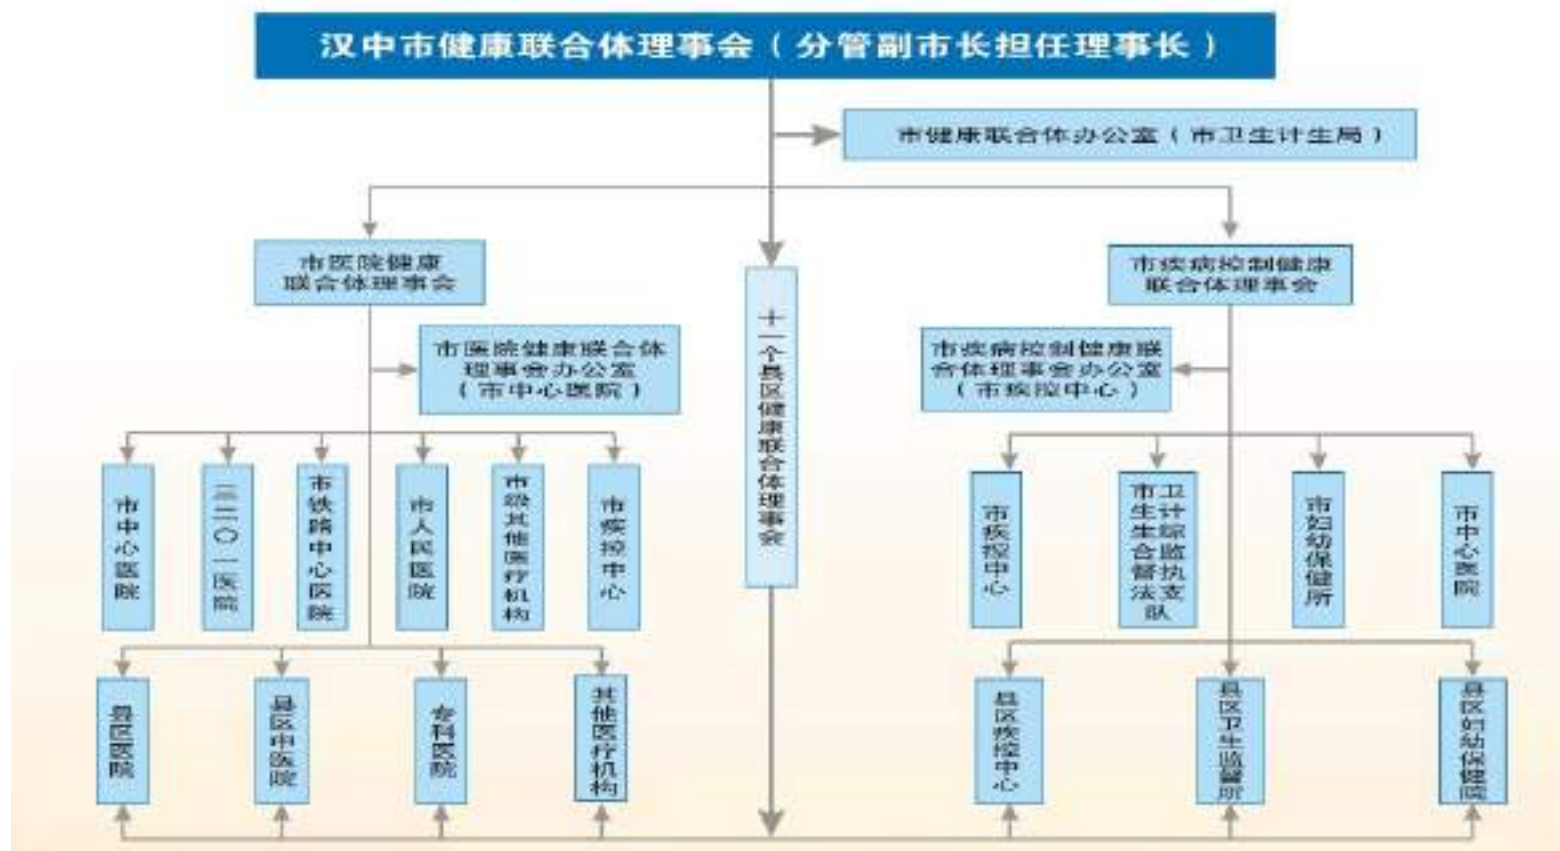 汉中市健康联合体理事会（分管副市长担任理事长）
市健康联合体办公室（市卫生计生局）
市医院健康
联合体理事会
市疾病控制健康
联合体理事会
市医院健康联合体
理事会办公室
（市中心医院）
十一个县区健康联合体理事会
市疾病控制健康联
合体理事会办公室
（市疾控中心）
市中心医院
三二〇一医院
市铁路中心医院
市人民医院
市级其他医疗机构
市疾控中心
市疾控中心
市卫生计生综合监督执法支队
市妇幼保健所
市中心医院
县区医院
县区中医院
专科医院
其他医疗机构
县区疾控中心
县区卫生监督所
县区妇幼保健院